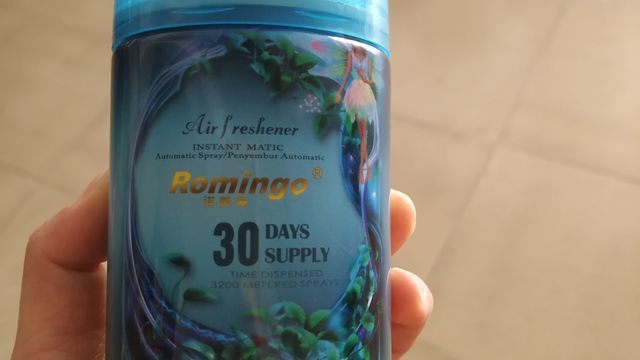 Air freshener
INSTANT MATIC
Automatic Spray/Penyembur Automatic
Romingo®
30 DAYS SUPPLY
TIME DISPENSED
3200 METERED SPRAYS